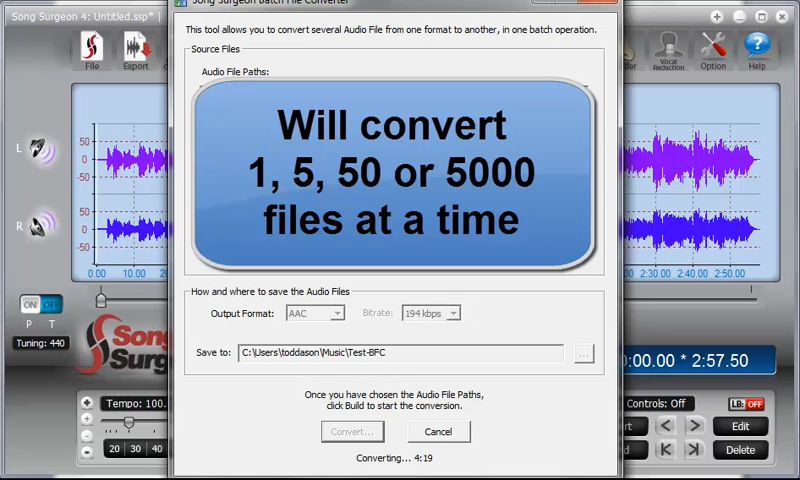 Song Surgeon 4: Untitled.ssp*
Song Surgeon Batch File Converter
This tool allows you to convert several Audio File from one format to another, in one batch operation.
Source Files
Audio File Paths:
Will convert
1, 5, 50 or 5000
files at a time
File
Export
Vocal
Reduction
Option
Help
L
50
0
-50
R
50
0
-50
0.00
10.00
2:30.00
2:40.00
2:50.00
How and where to save the Audio Files
Output Format:
AAC
Bitrate:
194 kbps
Save to:
C:\Users\toddason\Music\Test-BFC
...
Once you have chosen the Audio File Paths,
click Build to start the conversion.
Convert...
Cancel
Converting... 4:19
ON
OFF
P
T
Tuning: 440
Song
Surge
0:00.00 * 2:57.50
Tempo: 100.
20
30
40
Controls: Off
LB: OFF
Edit
Delete